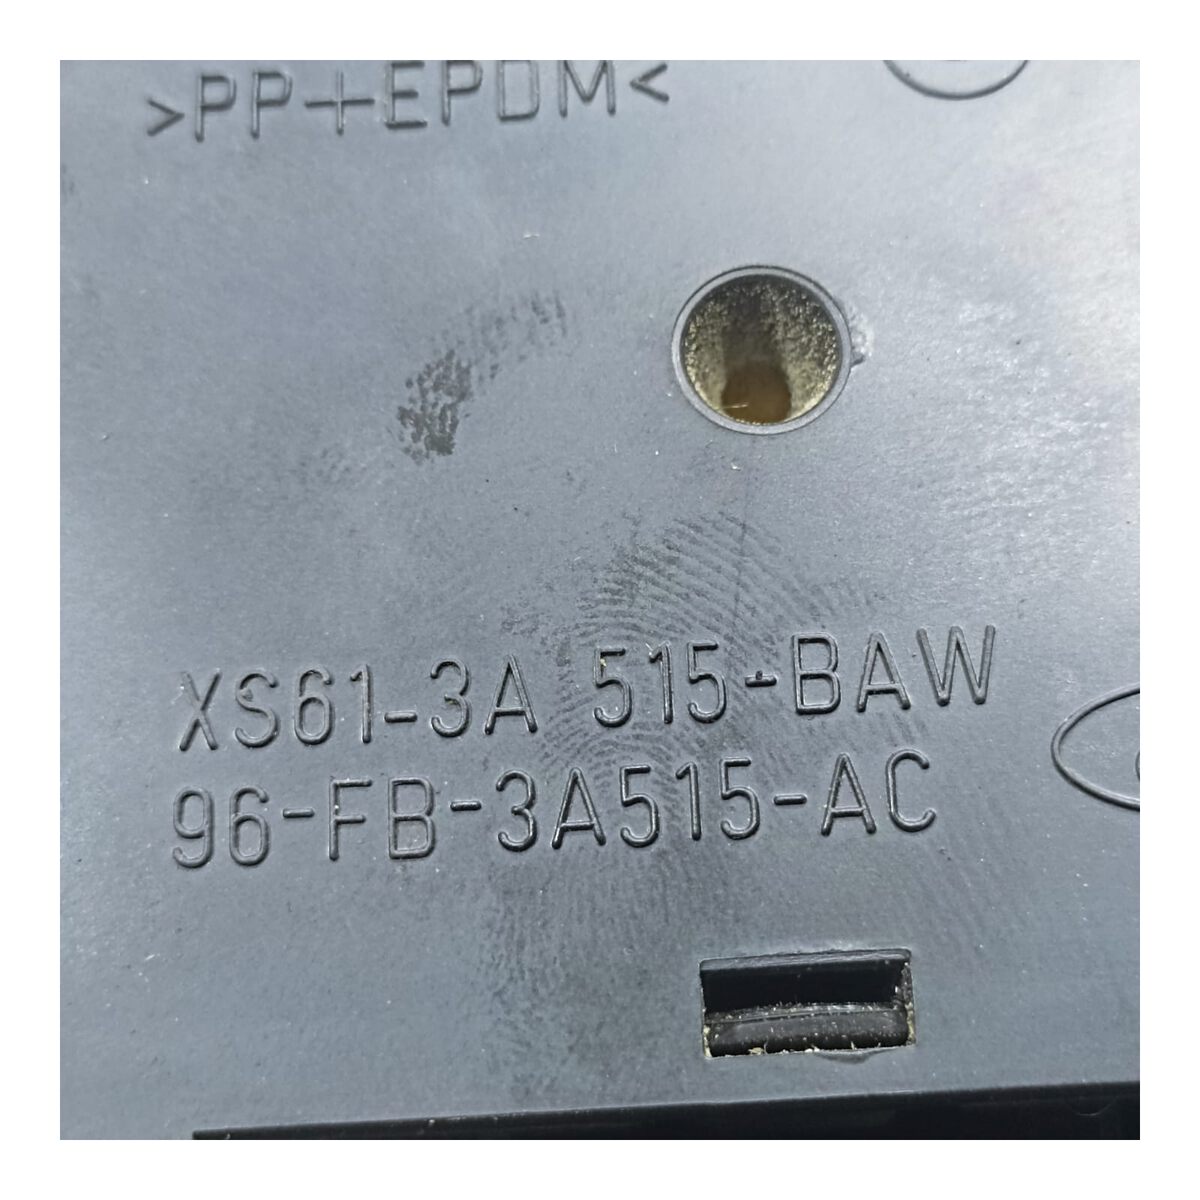 >PP+EPDM<
XS61-3A 515-BAW
96-FB-3A515-AC